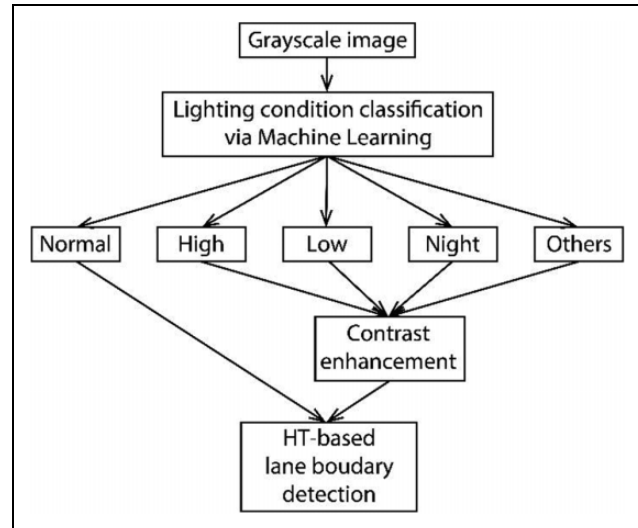 Grayscale image
Lighting condition classification
via Machine Learning
Normal
High
Low
Night
Others
Contrast
enhancement
HT-based
lane boudary
detection